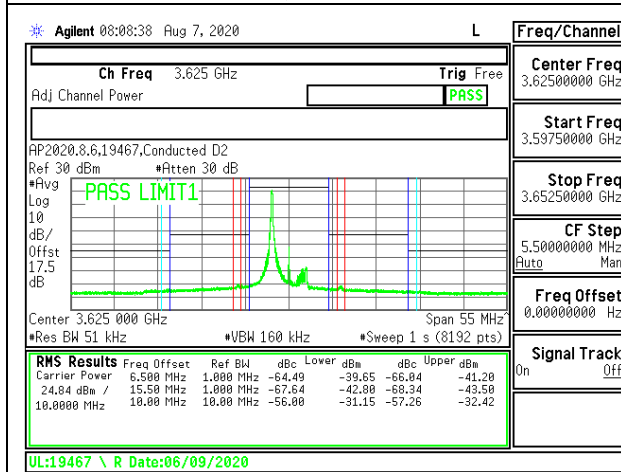 Agilent 08:08:38 Aug 7, 2020 L
Freq/Channel
Ch Freq 3.625 GHz Trig Free
Adj Channel Power PASS
Center Freq
3.62500000 GHz
Start Freq
3.59750000 GHz
AP2020.8.6,19467,Conducted D2
Ref 30 dBm #Atten 30 dB
#Avg
Log
10
dB/
Offst
17.5
dB
PASS LIMIT1
Stop Freq
3.65250000 GHz
CF Step
5.50000000 MHz
Auto Man
Freq Offset
0.00000000 Hz
Center 3.625 000 GHz Span 55 MHz^
#Res BW 51 kHz #VBW 160 kHz #Sweep 1 s (8192 pts)
Signal Track
On Off
RMS Results Freq Offset Ref BW dBc Lower dBm dBc Upper dBm
Carrier Power 6.500 MHz 1.000 MHz -64.49 -39.65 -66.04 -41.20
24.84 dBm / 15.50 MHz 1.000 MHz -67.64 -42.80 -68.34 -43.50
10.0000 MHz 10.00 MHz 10.00 MHz -56.00 -31.15 -57.26 -32.42
UL:19467 \ R Date:06/09/2020